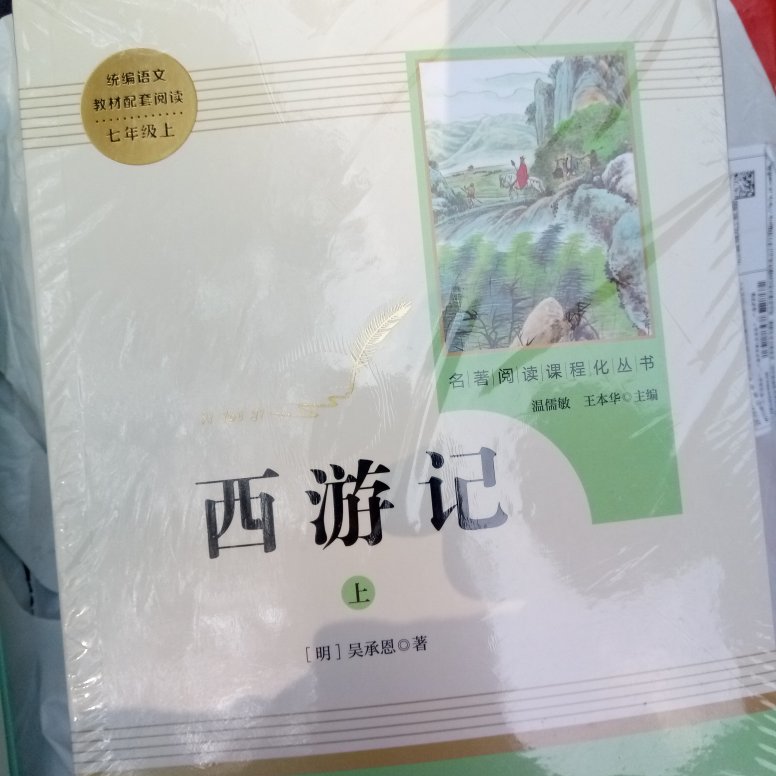 统编语文
教材配套阅读
七年级上
名著阅读课程化丛书
温儒敏 王本华◎主编
西游记
上
[明]吴承恩◎著